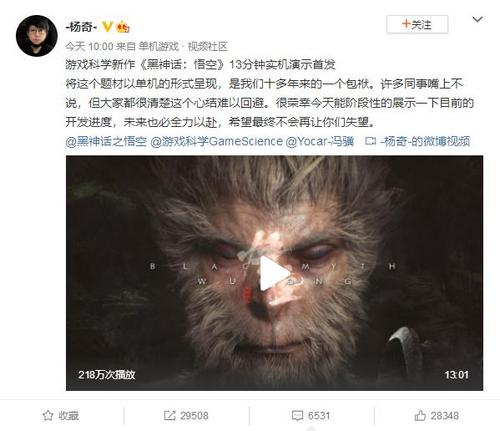 -杨奇-
+关注
今天 10:00 来自 单机游戏 · 视频社区
游戏科学新作《黑神话：悟空》13分钟实机演示首发
将这个题材以单机的形式呈现，是我们十多年来的一个包袱。许多同事嘴上不
说，但大家都很清楚这个心结难以回避。很荣幸今天能阶段性的展示一下目前的
开发进度，未来也必全力以赴，希望最终不会再让你们失望。
@黑神话之悟空 @游戏科学GameScience @Yocar-冯骥 -杨奇-的微博视频
BLACK MYTH
WUKONG
218万次播放
13:01
收藏
29508
6531
28348